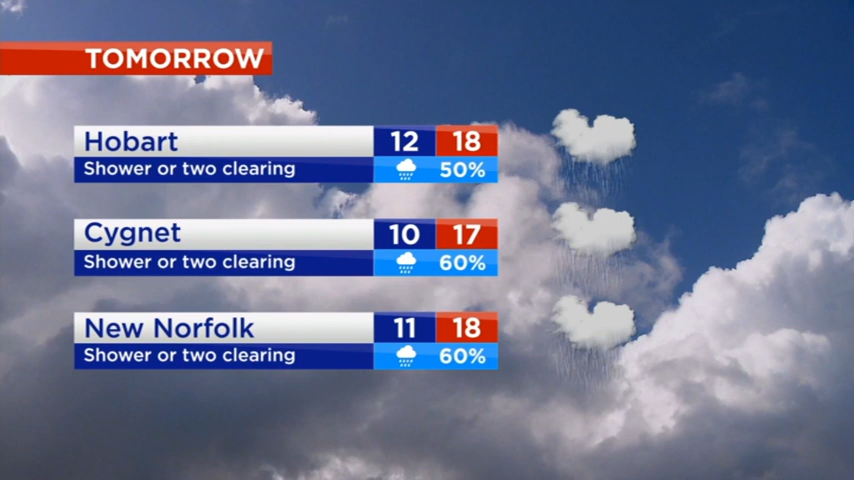 TOMORROW
Hobart 12 18
Shower or two clearing 50%
Cygnet 10 17
Shower or two clearing 60%
New Norfolk 11 18
Shower or two clearing 60%